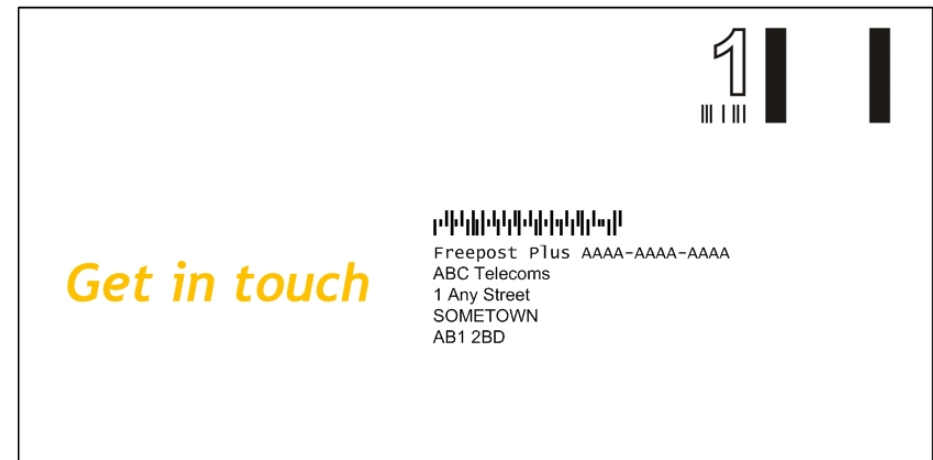 1
Get in touch
Freepost Plus AAAA-AAAA-AAAA
ABC Telecoms
1 Any Street
SOMETOWN
AB1 2BD